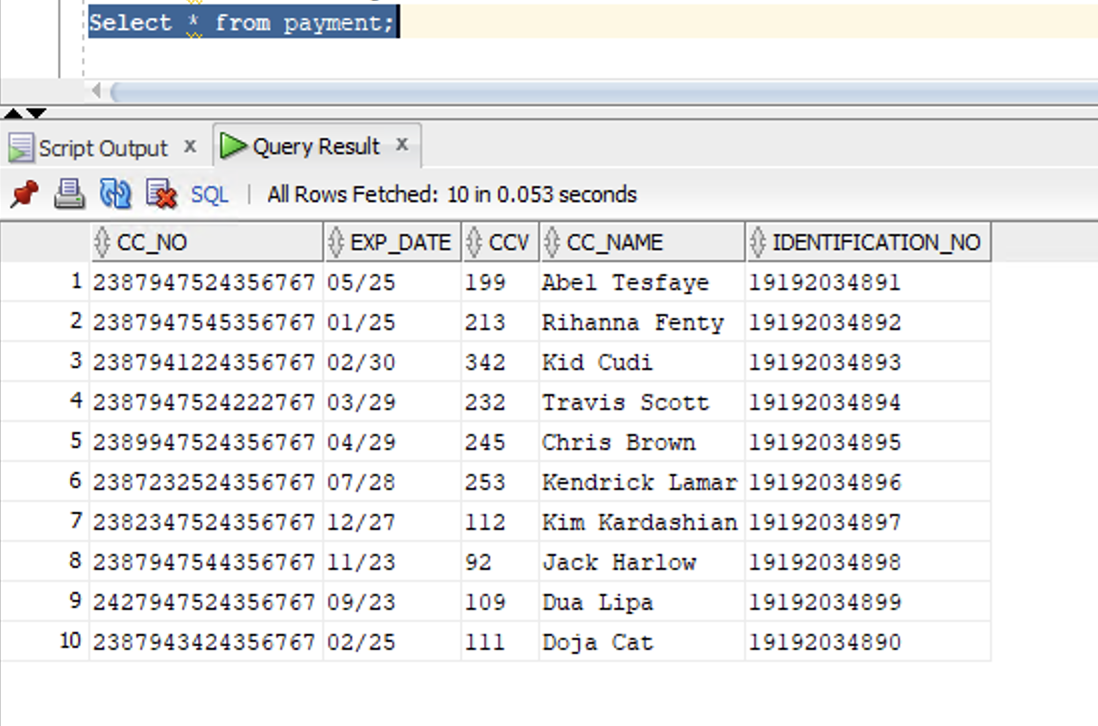 Select * from payment;
Script Output x Query Result x
SQL | All Rows Fetched: 10 in 0.053 seconds
CC_NO EXP_DATE CCV CC_NAME IDENTIFICATION_NO
1 2387947524356767 05/25 199 Abel Tesfaye 19192034891
2 2387947545356767 01/25 213 Rihanna Fenty 19192034892
3 2387941224356767 02/30 342 Kid Cudi 19192034893
4 2387947524222767 03/29 232 Travis Scott 19192034894
5 2389947524356767 04/29 245 Chris Brown 19192034895
6 2387232524356767 07/28 253 Kendrick Lamar 19192034896
7 2382347524356767 12/27 112 Kim Kardashian 19192034897
8 2387947544356767 11/23 92 Jack Harlow 19192034898
9 2427947524356767 09/23 109 Dua Lipa 19192034899
10 2387943424356767 02/25 111 Doja Cat 19192034890